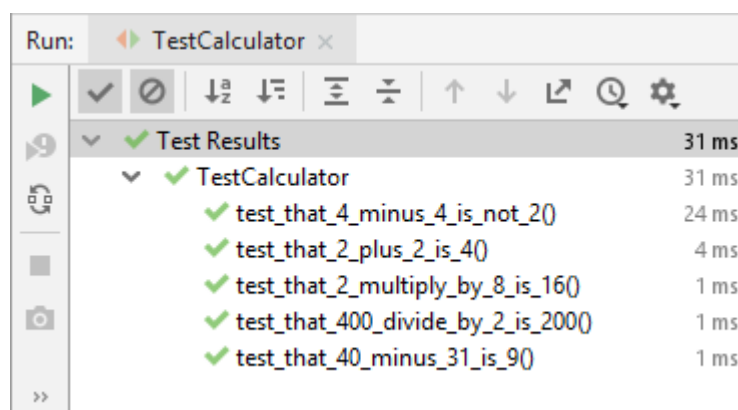 Run: TestCalculator
Test Results 31 ms
TestCalculator 31 ms
test_that_4_minus_4_is_not_2() 24 ms
test_that_2_plus_2_is_4() 4 ms
test_that_2_multiply_by_8_is_16() 1 ms
test_that_400_divide_by_2_is_200() 1 ms
test_that_40_minus_31_is_9() 1 ms